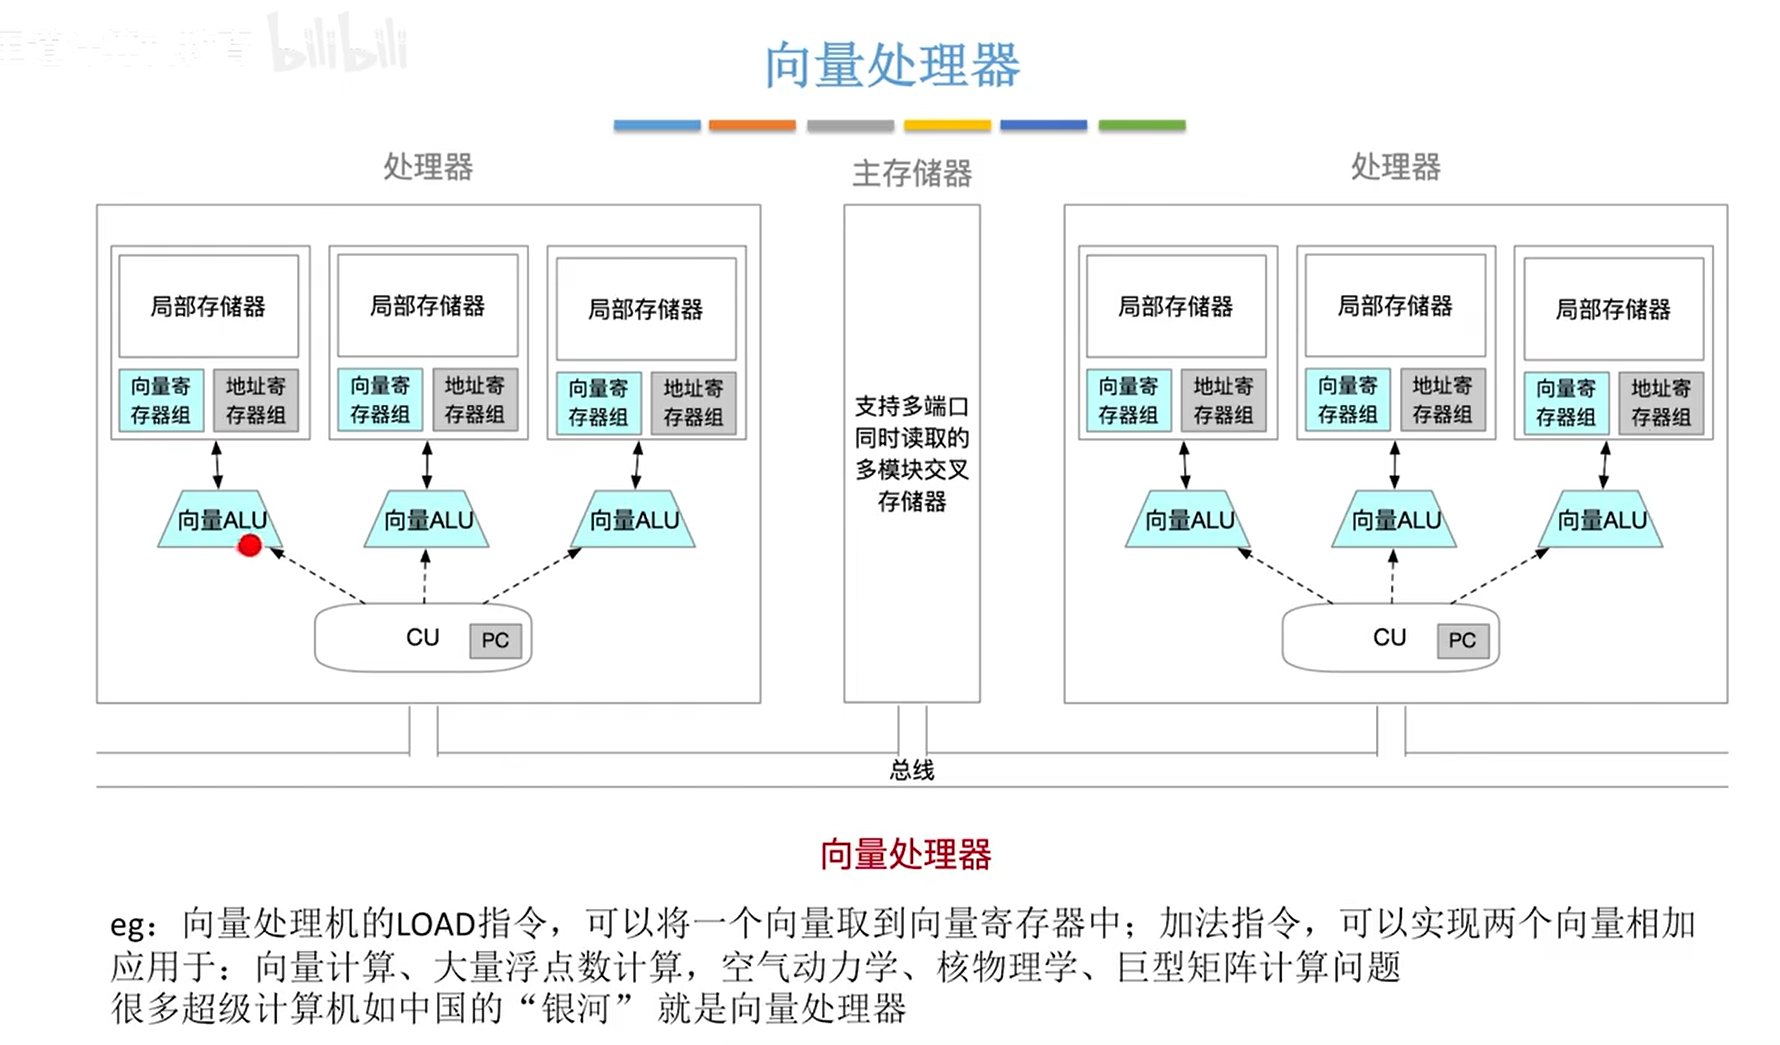 bilibili
向量处理器
处理器
主存储器
处理器
局部存储器
局部存储器
局部存储器
向量寄
存器组
地址寄
存器组
向量寄
存器组
地址寄
存器组
向量寄
存器组
地址寄
存器组
向量ALU
向量ALU
向量ALU
CU
PC
支持多端口
同时读取的
多模块交叉
存储器
局部存储器
局部存储器
局部存储器
向量寄
存器组
地址寄
存器组
向量寄
存器组
地址寄
存器组
向量寄
存器组
地址寄
存器组
向量ALU
向量ALU
向量ALU
CU
PC
总线
向量处理器
eg：向量处理机的LOAD指令，可以将一个向量取到向量寄存器中；加法指令，可以实现两个向量相加
应用于：向量计算、大量浮点数计算，空气动力学、核物理学、巨型矩阵计算问题
很多超级计算机如中国的“银河” 就是向量处理器